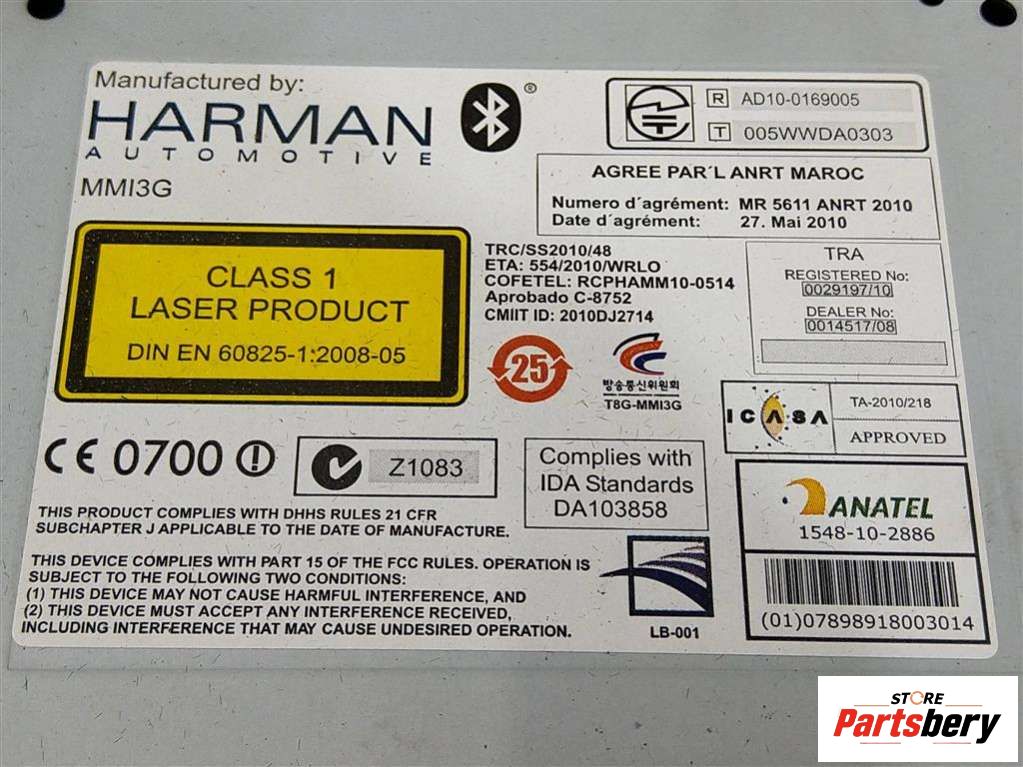 Manufactured by:
HARMAN
AUTOMOTIVE
MMI3G
®
R AD10-0169005
T 005WWDA0303
AGREE PAR´L ANRT MAROC
Numero d´agrément: MR 5611 ANRT 2010
Date d´agrément: 27. Mai 2010
CLASS 1
LASER PRODUCT
DIN EN 60825-1:2008-05
TRC/SS2010/48
ETA: 554/2010/WRLO
COFETEL: RCPHAMM10-0514
Aprobado C-8752
CMIIT ID: 2010DJ2714
TRA
REGISTERED No:
0029197/10
DEALER No:
0014517/08
25
방송통신위원회
T8G-MMI3G
ICASA
TA-2010/218
APPROVED
CE 0700
Z1083
Complies with
IDA Standards
DA103858
ANATEL
1548-10-2886
(01)07898918003014
THIS PRODUCT COMPLIES WITH DHHS RULES 21 CFR
SUBCHAPTER J APPLICABLE TO THE DATE OF MANUFACTURE.
THIS DEVICE COMPLIES WITH PART 15 OF THE FCC RULES. OPERATION IS
SUBJECT TO THE FOLLOWING TWO CONDITIONS:
(1) THIS DEVICE MAY NOT CAUSE HARMFUL INTERFERENCE, AND
(2) THIS DEVICE MUST ACCEPT ANY INTERFERENCE RECEIVED,
INCLUDING INTERFERENCE THAT MAY CAUSE UNDESIRED OPERATION.
LB-001
STORE
Partsbery